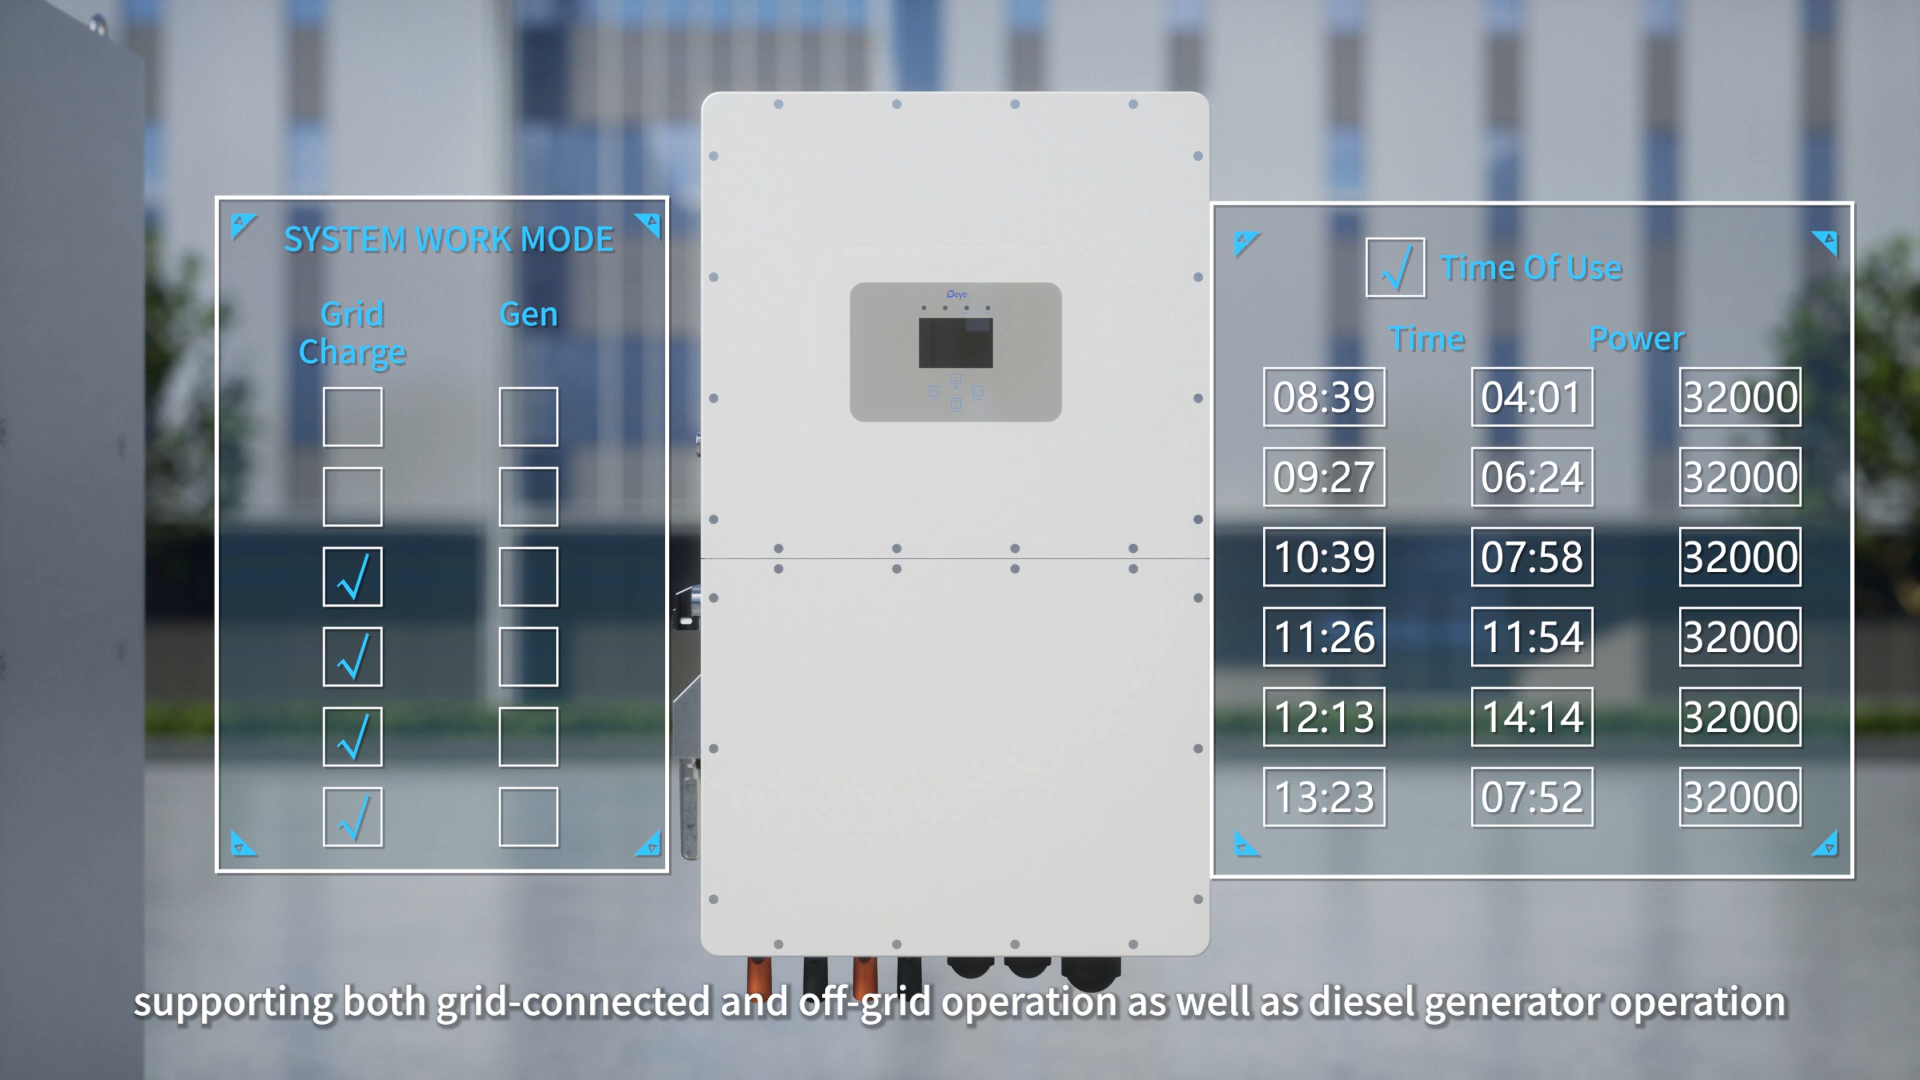 SYSTEM WORK MODE
Grid
Charge
Gen
Deye
√ Time Of Use
Time
Power
08:39 04:01 32000
09:27 06:24 32000
√ 10:39 07:58 32000
√ 11:26 11:54 32000
√ 12:13 14:14 32000
√ 13:23 07:52 32000
supporting both grid-connected and off-grid operation as well as diesel generator operation